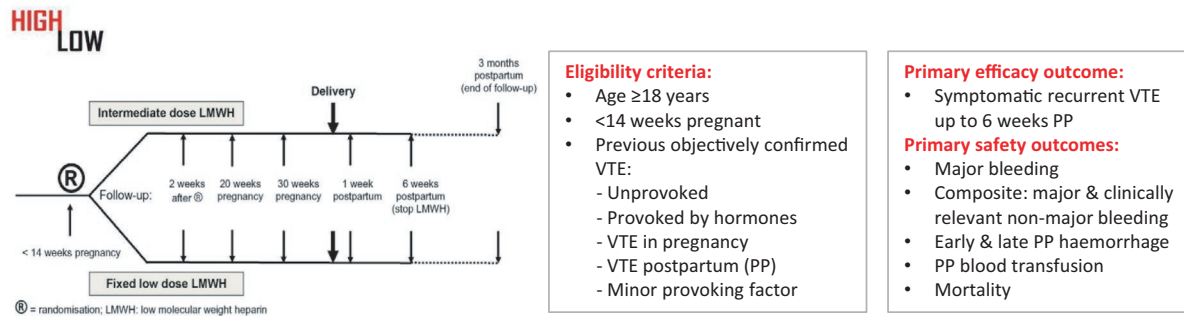 HIGH
LOW
3 months
postpartum
(end of follow-up)
Delivery
Intermediate dose LMWH
®
Follow-up:
2 weeks
after ®
20 weeks
pregnancy
30 weeks
pregnancy
1 week
postpartum
6 weeks
postpartum
(stop LMWH)
< 14 weeks pregnancy
Fixed low dose LMWH
® = randomisation; LMWH: low molecular weight heparin
Eligibility criteria:
• Age ≥18 years
• <14 weeks pregnant
• Previous objectively confirmed
VTE:
- Unprovoked
- Provoked by hormones
- VTE in pregnancy
- VTE postpartum (PP)
- Minor provoking factor
Primary efficacy outcome:
• Symptomatic recurrent VTE
up to 6 weeks PP
Primary safety outcomes:
• Major bleeding
• Composite: major & clinically
relevant non-major bleeding
• Early & late PP haemorrhage
• PP blood transfusion
• Mortality